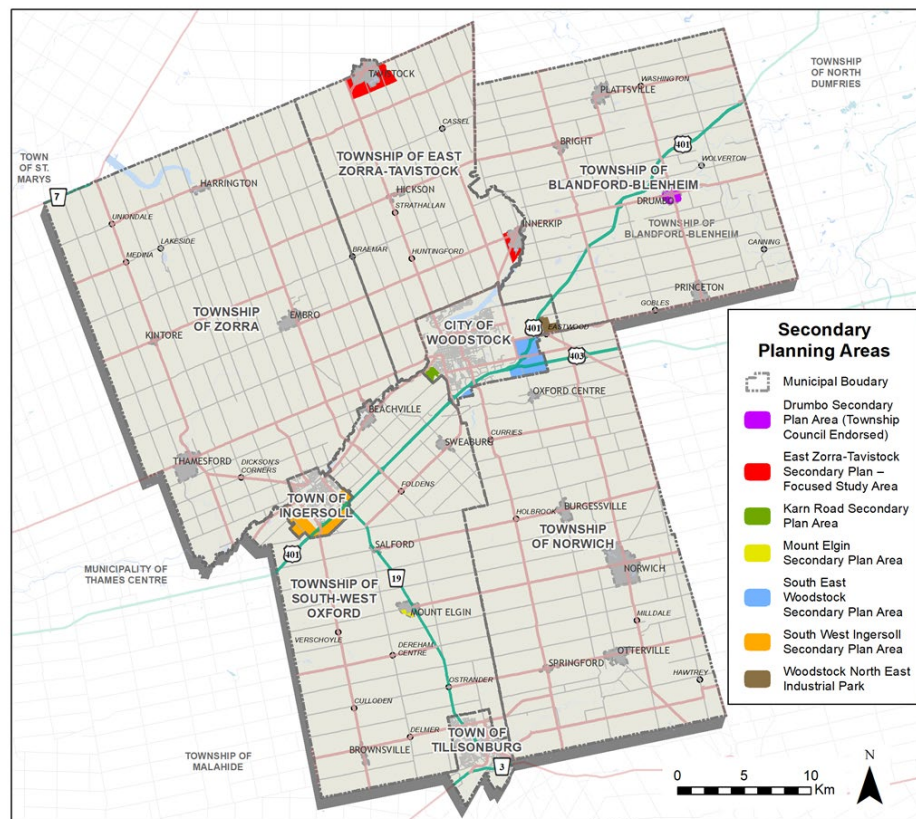 TAVISTOCK
WASHINGTON
TOWNSHIP
OF NORTH
DUMFRIES
PLATTSVILLE
CASSEL
401
TOWN
OF ST.
MARYS
TOWNSHIP OF EAST
ZORRA-TAVISTOCK
BRIGHT
WOLVERTON
TOWNSHIP OF
BLANDFORD-BLENHEIM
7
HARRINGTON
HICKSON
STRATHALLAN
DRUMBO
UNIONDALE
INNERKIP
TOWNSHIP OF
BLANDFORD-BLENHEIM
LAKESIDE
MEDINA
BRAEMAR
HUNTINGFORD
CANNING
PRINCETON
GOBLES
TOWNSHIP
OF ZORRA
EMBRO
KINTORE
CITY OF
WOODSTOCK
401
EASTWOOD
403
OXFORD CENTRE
BEACHVILLE
SWEABURG
CURRIES
THAMESFORD
DICKSON'S
CORNERS
FOLDENS
TOWN OF
INGERSOLL
HOLBROOK
BURGESSVILLE
TOWNSHIP
OF NORWICH
401
SALFORD
MUNICIPALITY OF
THAMES CENTRE
19
NORWICH
TOWNSHIP OF
SOUTH-WEST
OXFORD
MOUNT ELGIN
MILLDALE
VERSCHOYLE
DEREHAM
CENTRE
OTTERVILLE
SPRINGFORD
HAWTREY
OSTRANDER
CULLODEN
DELMER
TOWN OF
TILLSONBURG
BROWNSVILLE
TOWNSHIP OF
MALAHIDE
3
Secondary
Planning Areas
Municipal Boudary
Drumbo Secondary
Plan Area (Township
Council Endorsed)
East Zorra-Tavistock
Secondary Plan –
Focused Study Area
Karn Road Secondary
Plan Area
Mount Elgin
Secondary Plan Area
South East
Woodstock
Secondary Plan Area
South West Ingersoll
Secondary Plan Area
Woodstock North East
Industrial Park
0 5 10
Km
N